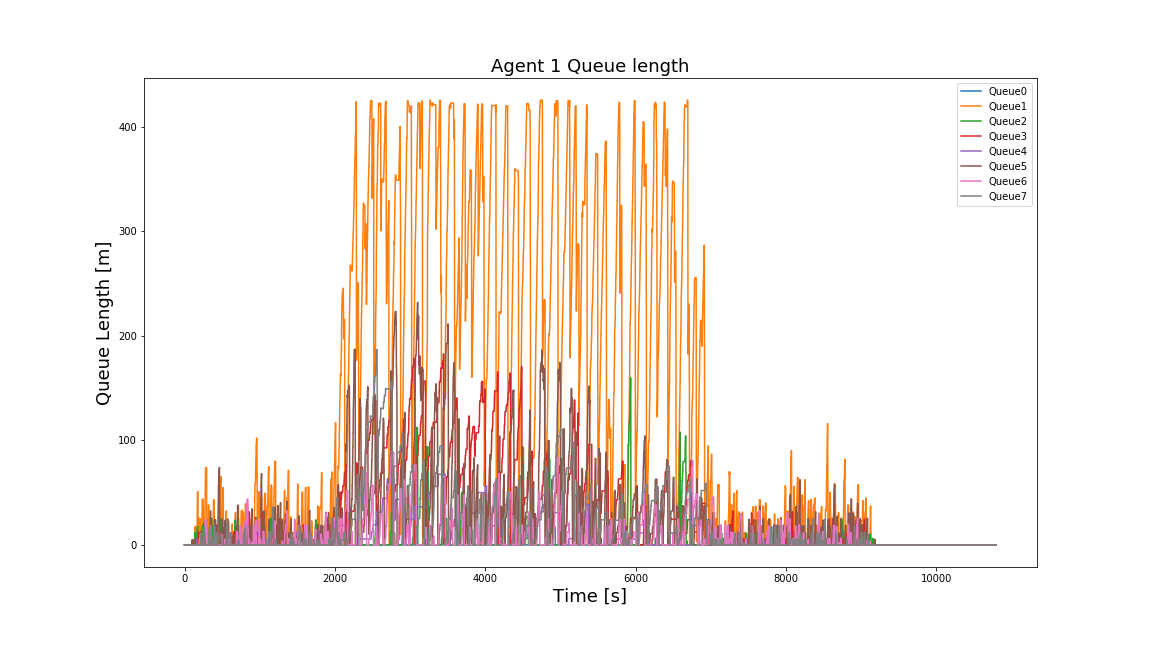 Agent 1 Queue length
Queue Length [m]
400
300
200
100
0
Queue0
Queue1
Queue2
Queue3
Queue4
Queue5
Queue6
Queue7
0 2000 4000 6000 8000 10000
Time [s]